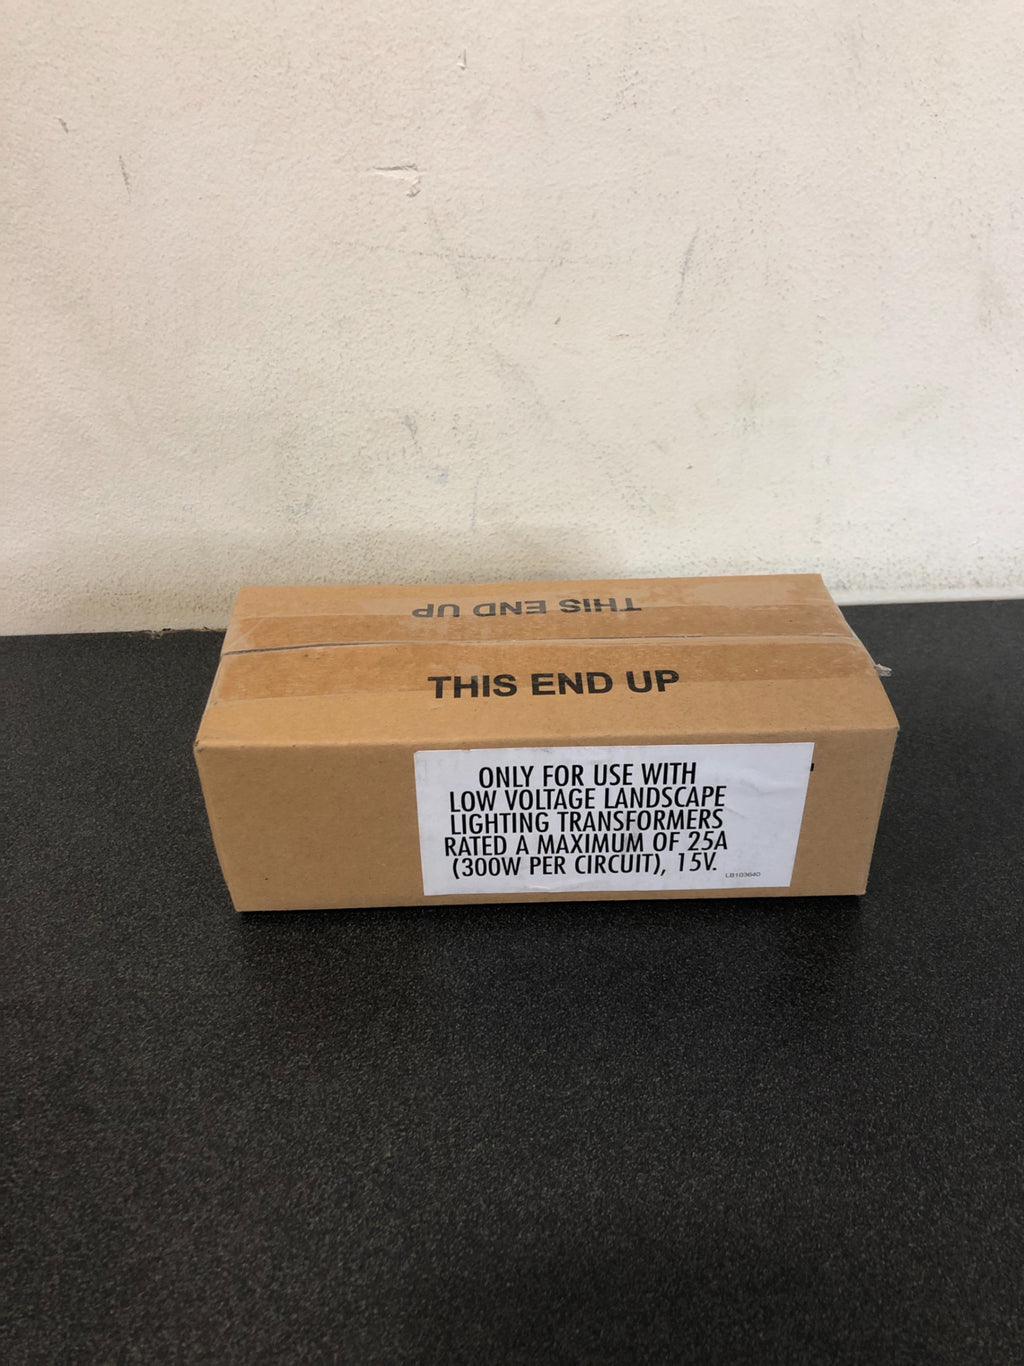 THIS END UP
THIS END UP
ONLY FOR USE WITH
LOW VOLTAGE LANDSCAPE
LIGHTING TRANSFORMERS
RATED A MAXIMUM OF 25A
(300W PER CIRCUIT), 15V.
LB103640